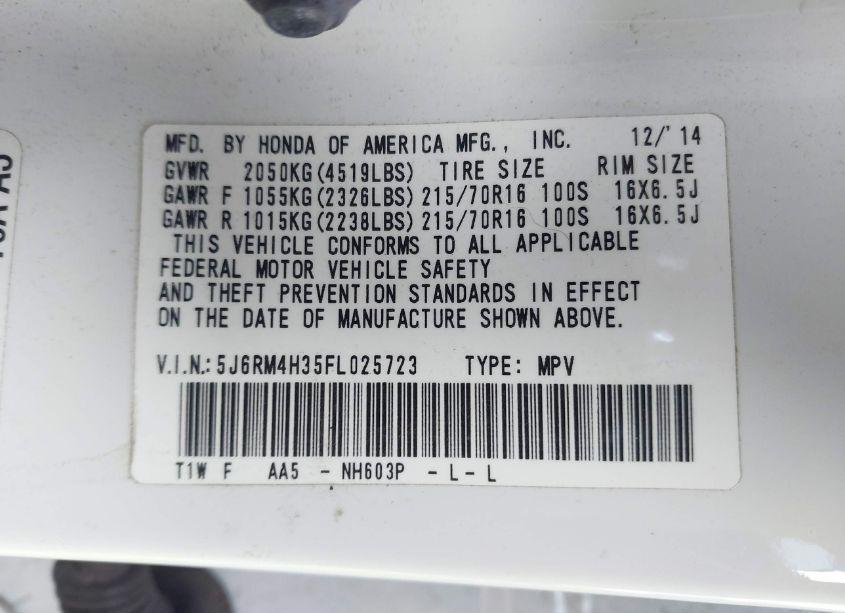 MFD. BY HONDA OF AMERICA MFG., INC. 12/'14
GVWR 2050KG(4519LBS) TIRE SIZE RIM SIZE
GAWR F 1055KG(2326LBS) 215/70R16 100S 16X6.5J
GAWR R 1015KG(2238LBS) 215/70R16 100S 16X6.5J
THIS VEHICLE CONFORMS TO ALL APPLICABLE
FEDERAL MOTOR VEHICLE SAFETY
AND THEFT PREVENTION STANDARDS IN EFFECT
ON THE DATE OF MANUFACTURE SHOWN ABOVE.
V.I.N.:5J6RM4H35FL025723 TYPE: MPV
T1W F AA5 - NH603P - L - L